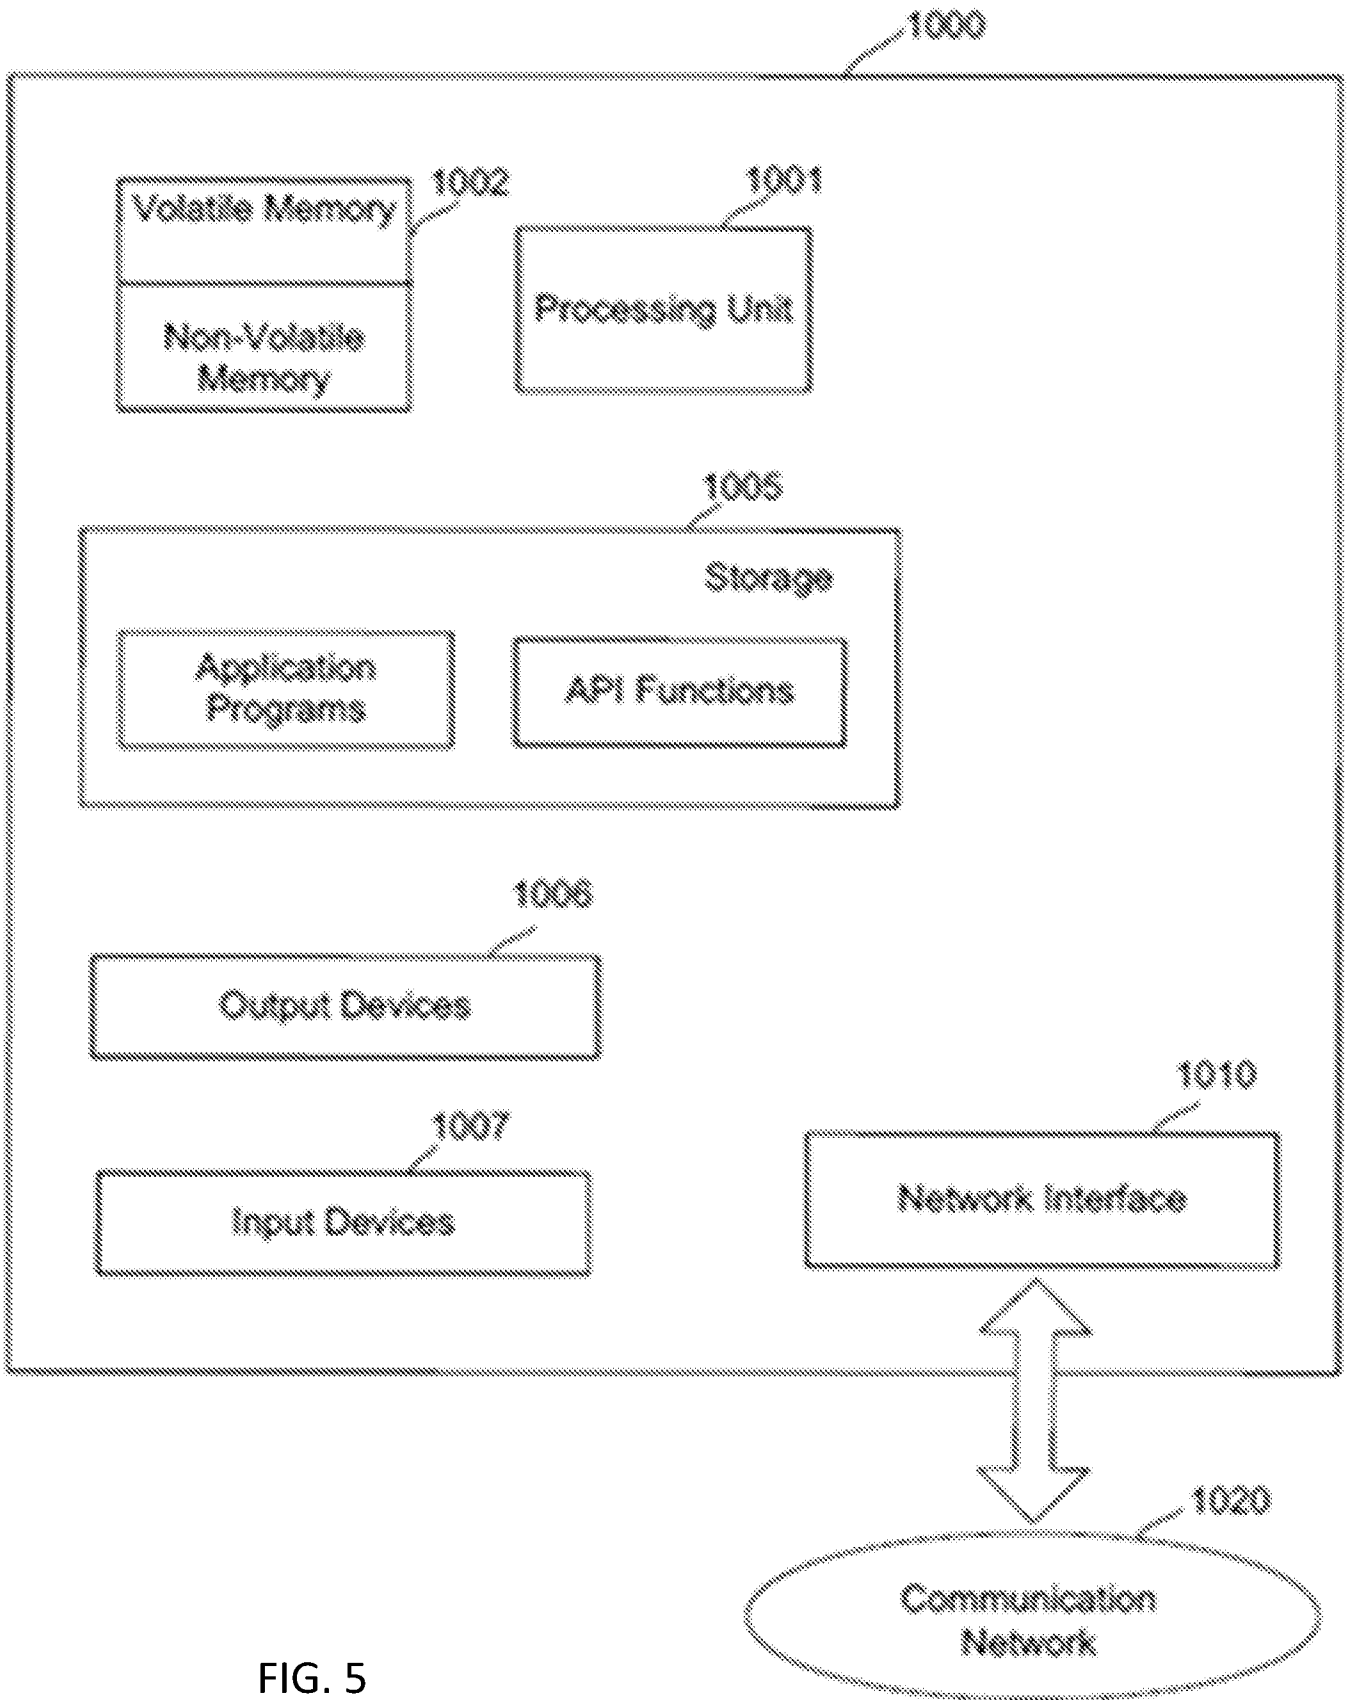 1000
1002
1001
Volatile Memory
Non-Volatile
Memory
Processing Unit
1005
Storage
Application
Programs
API Functions
1006
Output Devices
1007
Input Devices
1010
Network Interface
1020
Communication
Network
FIG. 5